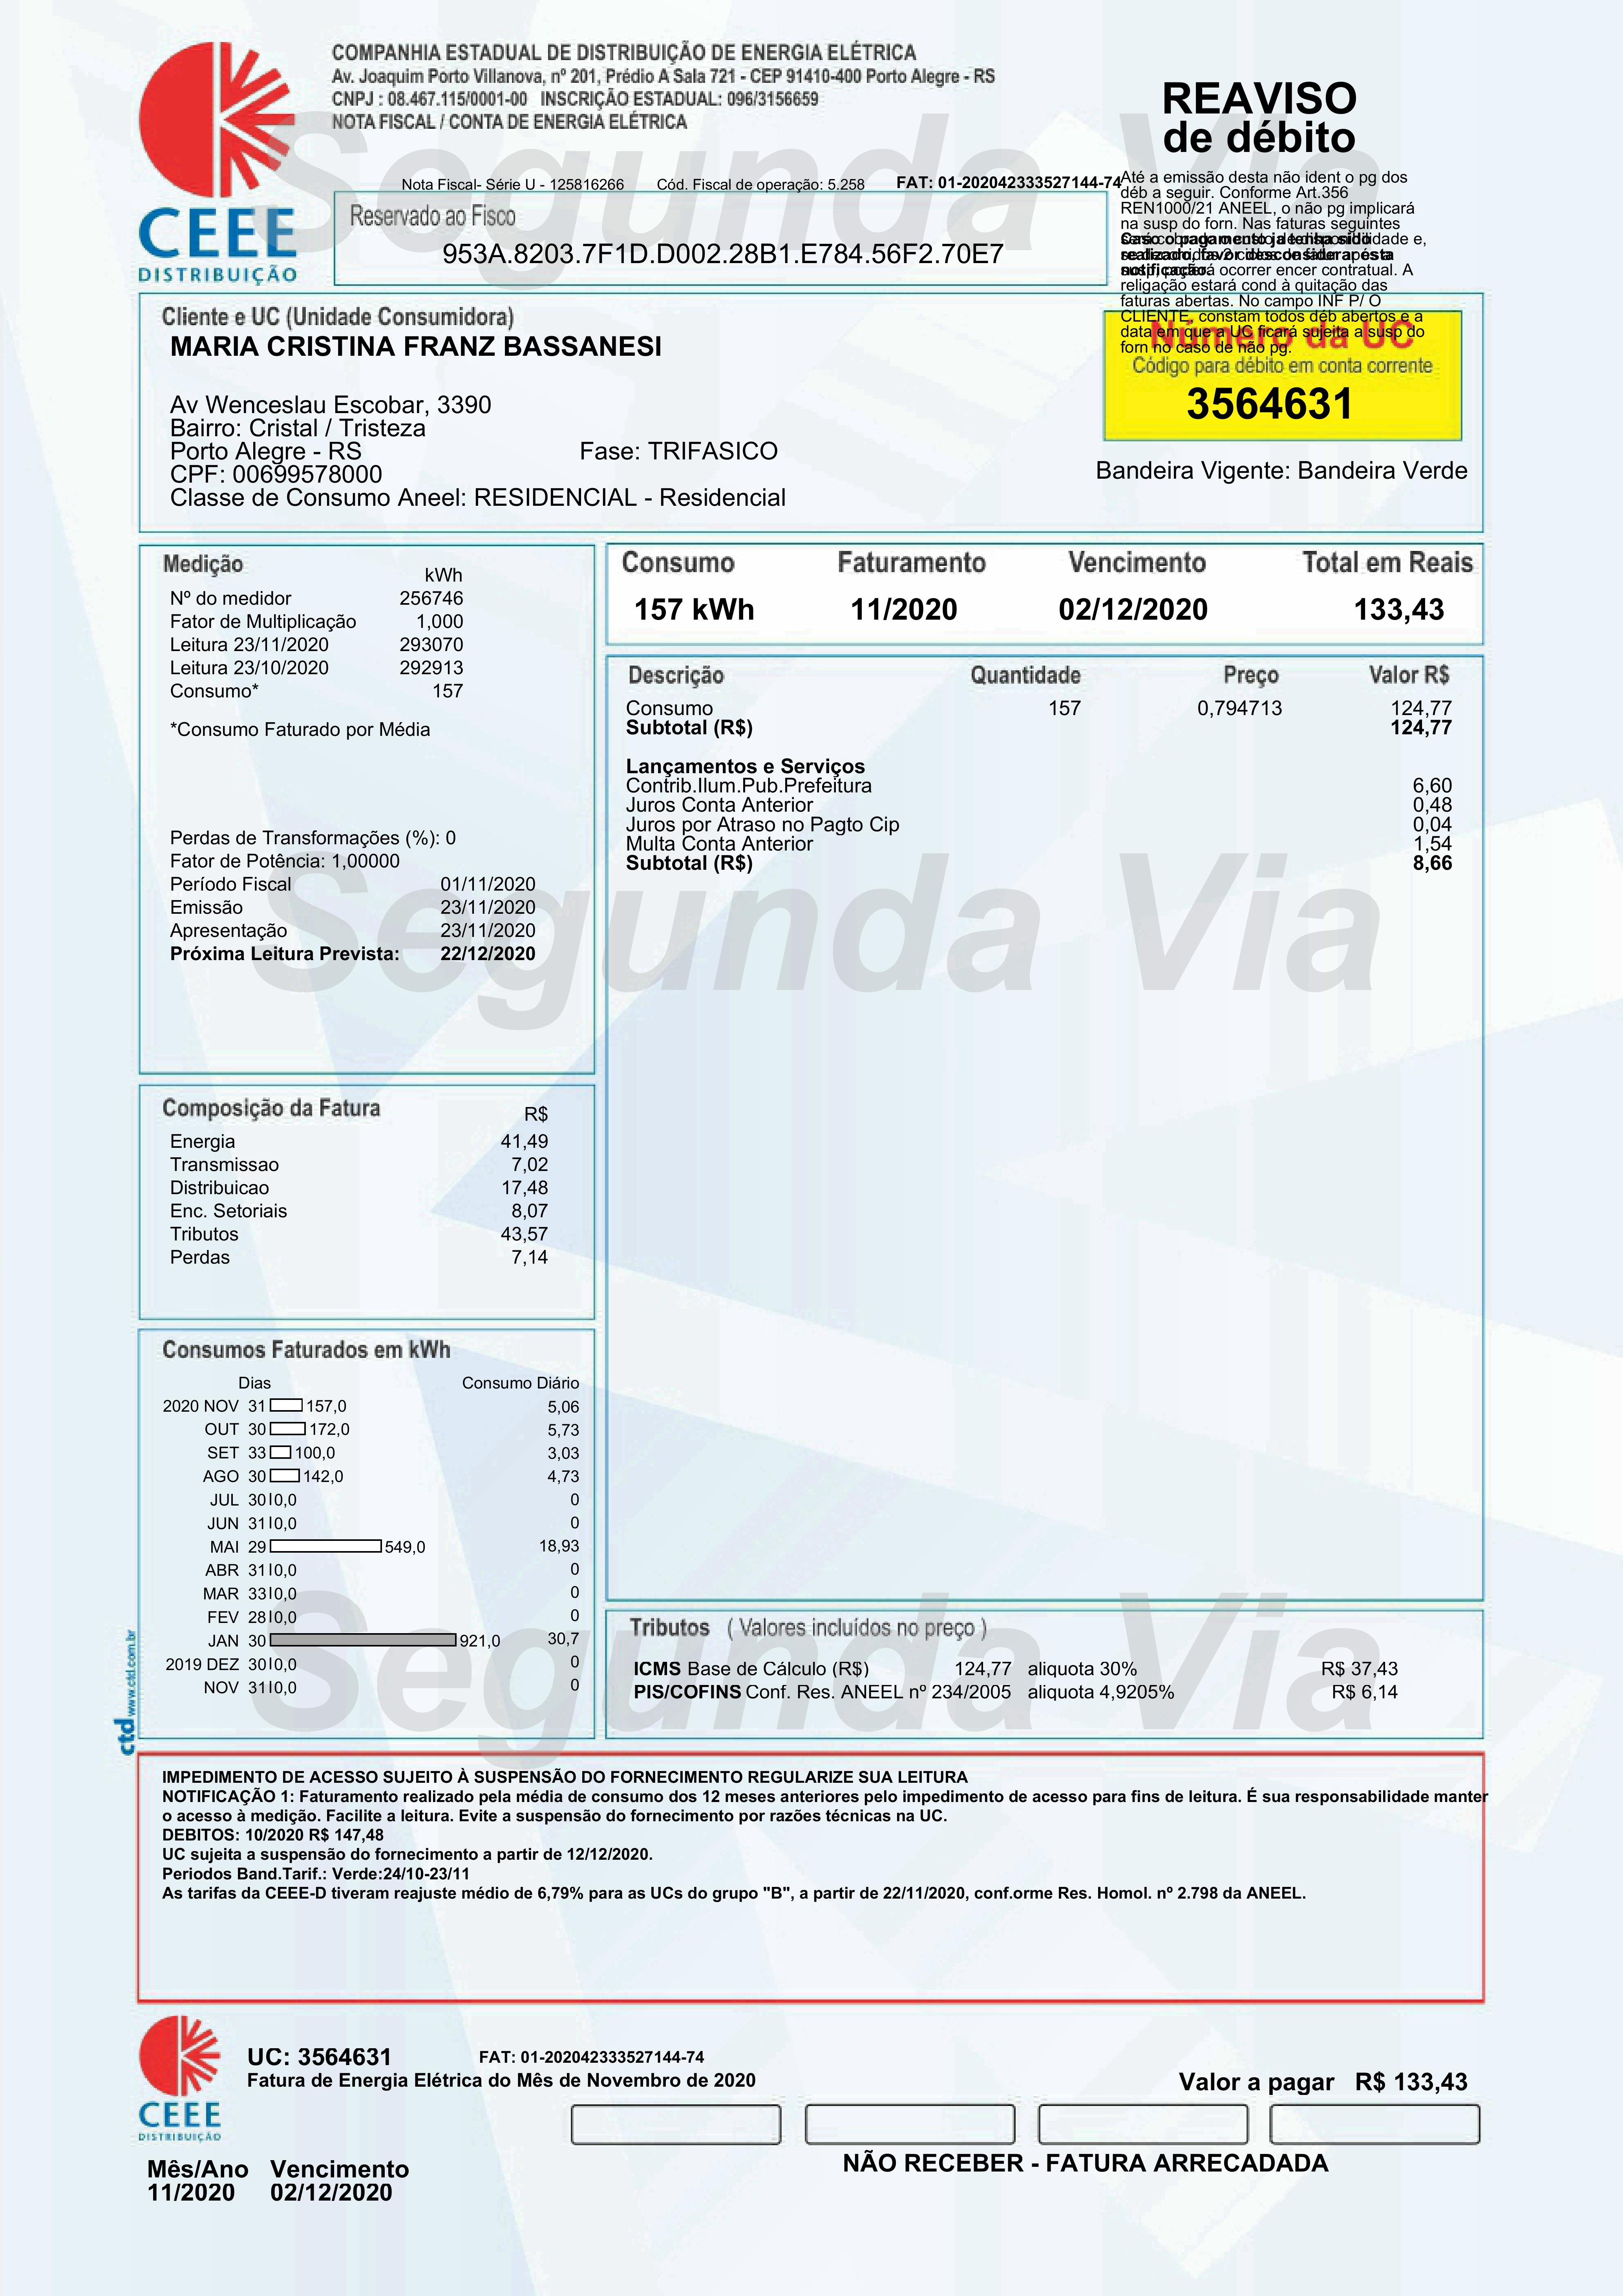 COMPANHIA ESTADUAL DE DISTRIBUIÇÃO DE ENERGIA ELÉTRICA
Av. Joaquim Porto Villanova, nº 201, Prédio A Sala 721 - CEP 91410-400 Porto Alegre - RS
CNPJ : 08.467.115/0001-00 INSCRIÇÃO ESTADUAL: 096/3156659
NOTA FISCAL / CONTA DE ENERGIA ELÉTRICA
REAVISO
de débito
Segunda Via
CEEE
DISTRIBUIÇÃO
Nota Fiscal- Série U - 125816266 Cód. Fiscal de operação: 5.258 FAT: 01-202042333527144-74
Reservado ao Fisco
953A.8203.7F1D.D002.28B1.E784.56F2.70E7
Até a emissão desta não ident o pg dos
déb a seguir. Conforme Art.356
REN1000/21 ANEEL, o não pg implicará
na susp do forn. Nas faturas seguintes
Caso o pagamento ja tenha sido
realizado, favor desconsiderar esta
notificação.
ocorrer encer contratual. A
religação estará cond à quitação das
faturas abertas. No campo INF P/ O
CLIENTE, constam todos déb abertos e a
data em que a UC ficará sujeita a susp do
forn no caso de não pg.
Cliente e UC (Unidade Consumidora)
MARIA CRISTINA FRANZ BASSANESI
Av Wenceslau Escobar, 3390
Bairro: Cristal / Tristeza
Porto Alegre - RS Fase: TRIFASICO
CPF: 00699578000
Classe de Consumo Aneel: RESIDENCIAL - Residencial
Número da UC
Código para débito em conta corrente
3564631
Bandeira Vigente: Bandeira Verde
Medição
kWh
Nº do medidor 256746
Fator de Multiplicação 1,000
Leitura 23/11/2020 293070
Leitura 23/10/2020 292913
Consumo* 157
*Consumo Faturado por Média
Perdas de Transformações (%): 0
Fator de Potência: 1,00000
Período Fiscal 01/11/2020
Emissão 23/11/2020
Apresentação 23/11/2020
Próxima Leitura Prevista: 22/12/2020
Consumo Faturamento Vencimento Total em Reais
157 kWh 11/2020 02/12/2020 133,43
Descrição Quantidade Preço Valor R$
Consumo 157 0,794713 124,77
Subtotal (R$) 124,77
Lançamentos e Serviços
Contrib.Ilum.Pub.Prefeitura 6,60
Juros Conta Anterior 0,48
Juros por Atraso no Pagto Cip 0,04
Multa Conta Anterior 1,54
Subtotal (R$) 8,66
Segunda Via
Composição da Fatura
R$
Energia 41,49
Transmissao 7,02
Distribuicao 17,48
Enc. Setoriais 8,07
Tributos 43,57
Perdas 7,14
Consumos Faturados em kWh
Dias Consumo Diário
2020 NOV 31 157,0 5,06
OUT 30 172,0 5,73
SET 33 100,0 3,03
AGO 30 142,0 4,73
JUL 30 0,0 0
JUN 31 0,0 0
MAI 29 549,0 18,93
ABR 31 0,0 0
MAR 33 0,0 0
FEV 28 0,0 0
JAN 30 921,0 30,7
2019 DEZ 30 0,0 0
NOV 31 0,0 0
Segunda Via
ctd www.ctd.com.br
Tributos ( Valores incluídos no preço )
ICMS Base de Cálculo (R$) 124,77 aliquota 30% R$ 37,43
PIS/COFINS Conf. Res. ANEEL nº 234/2005 aliquota 4,9205% R$ 6,14
IMPEDIMENTO DE ACESSO SUJEITO À SUSPENSÃO DO FORNECIMENTO REGULARIZE SUA LEITURA
NOTIFICAÇÃO 1: Faturamento realizado pela média de consumo dos 12 meses anteriores pelo impedimento de acesso para fins de leitura. É sua responsabilidade manter
o acesso à medição. Facilite a leitura. Evite a suspensão do fornecimento por razões técnicas na UC.
DEBITOS: 10/2020 R$ 147,48
UC sujeita a suspensão do fornecimento a partir de 12/12/2020.
Periodos Band.Tarif.: Verde:24/10-23/11
As tarifas da CEEE-D tiveram reajuste médio de 6,79% para as UCs do grupo "B", a partir de 22/11/2020, conf.orme Res. Homol. nº 2.798 da ANEEL.
CEEE
DISTRIBUIÇÃO
UC: 3564631 FAT: 01-202042333527144-74
Fatura de Energia Elétrica do Mês de Novembro de 2020
Valor a pagar R$ 133,43
NÃO RECEBER - FATURA ARRECADADA
Mês/Ano Vencimento
11/2020 02/12/2020